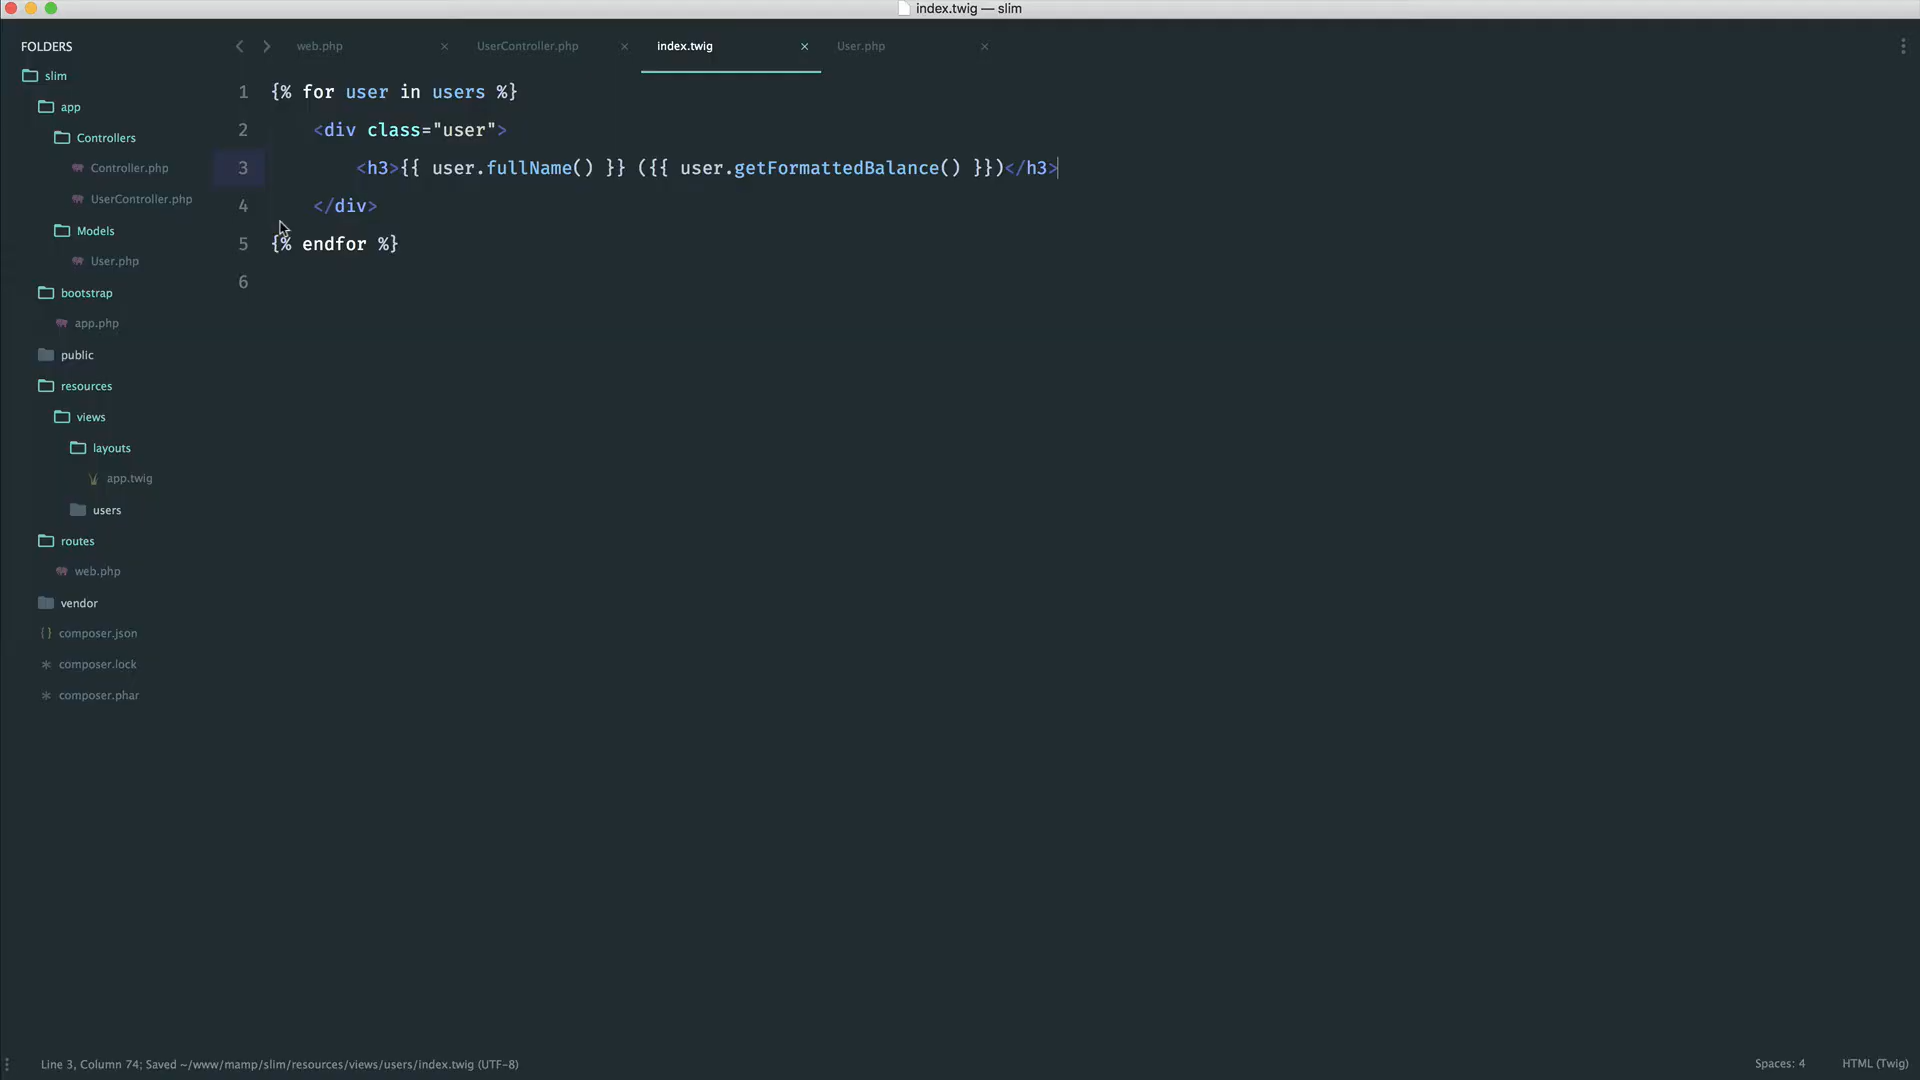 index.twig — slim
FOLDERS
slim
app
Controllers
Controller.php
UserController.php
Models
User.php
bootstrap
app.php
public
resources
views
layouts
app.twig
users
routes
web.php
vendor
{} composer.json
* composer.lock
* composer.phar
web.php ×
UserController.php ×
index.twig ×
User.php ×
1 {% for user in users %}
2 <div class="user">
3 <h3>{{ user.fullName() }} ({{ user.getFormattedBalance() }})</h3>
4 </div>
5 {% endfor %}
6
Line 3, Column 74; Saved ~/www/mamp/slim/resources/views/users/index.twig (UTF-8)
Spaces: 4
HTML (Twig)